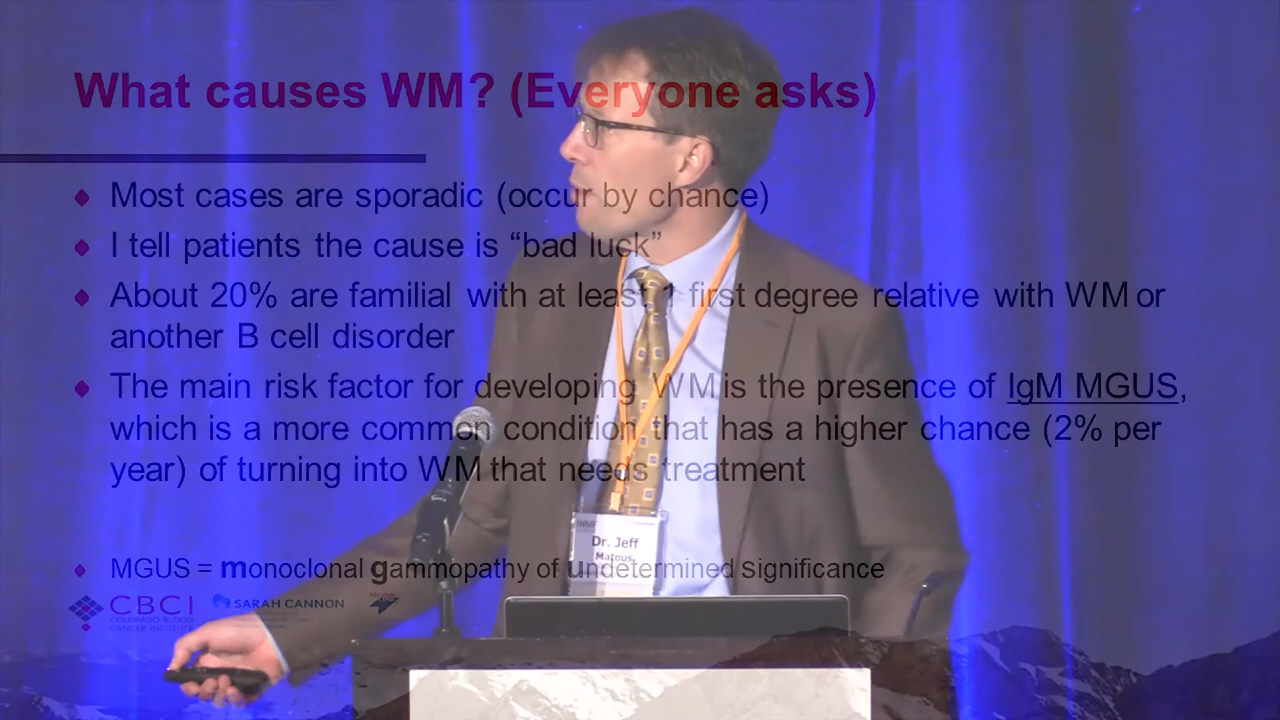 What causes WM? (Everyone asks)
Most cases are sporadic (occur by chance)
I tell patients the cause is “bad luck”
About 20% are familial with at least 1 first degree relative with WM or
another B cell disorder
The main risk factor for developing WM is the presence of IgM MGUS,
which is a more common condition that has a higher chance (2% per
year) of turning into WM that needs treatment
Dr. Jeff
Matous
MGUS = monoclonal gammopathy of undetermined significance
CBCI
COLORADO BLOOD
CANCER INSTITUTE
SARAH CANNON